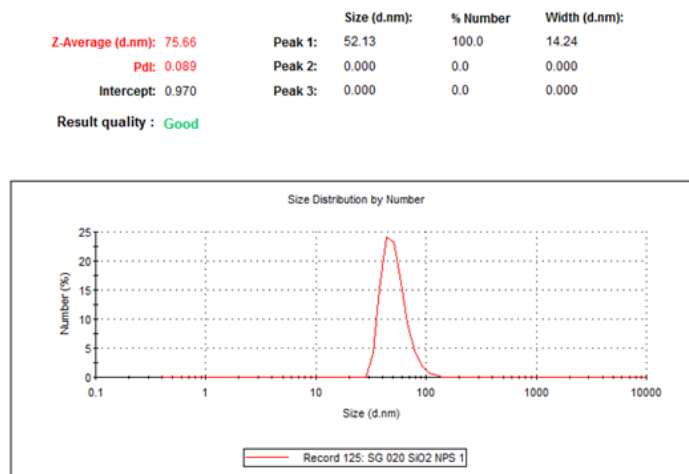 Size (d.nm): % Number Width (d.nm):
Z-Average (d.nm): 75.66 Peak 1: 52.13 100.0 14.24
PdI: 0.089 Peak 2: 0.000 0.0 0.000
Intercept: 0.970 Peak 3: 0.000 0.0 0.000
Result quality : Good
Size Distribution by Number
Number (%)
25
20
15
10
5
0
0.1 1 10 100 1000 10000
Size (d.nm)
Record 125: SG 020 SiO2 NPS 1